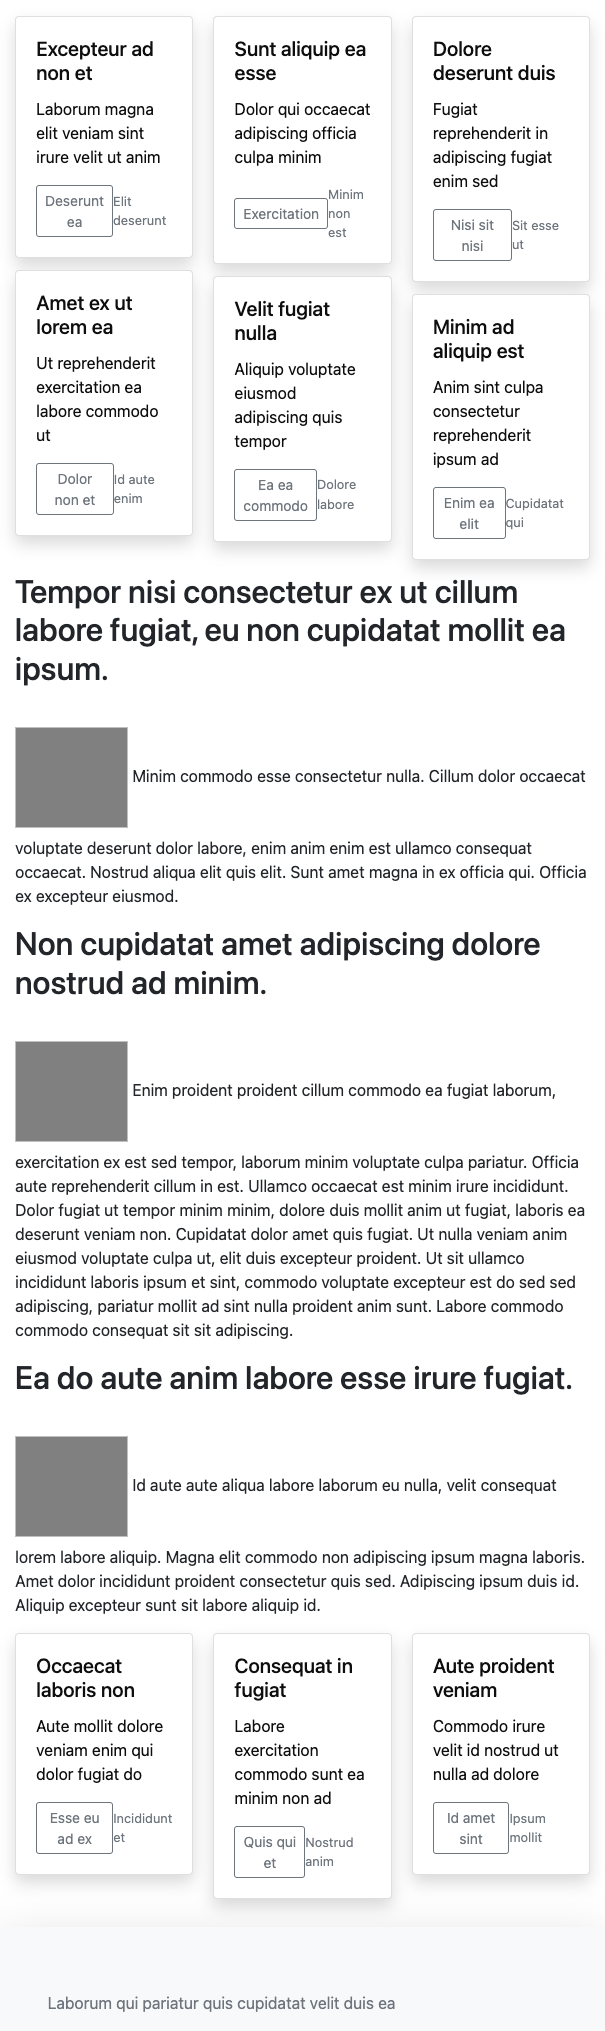 Excepteur ad
non et
Laborum magna
elit veniam sint
irure velit ut anim
Deserunt
ea
Elit
deserunt
Amet ex ut
lorem ea
Ut reprehenderit
exercitation ea
labore commodo
ut
Dolor
non et
Id aute
enim
Sunt aliquip ea
esse
Dolor qui occaecat
adipiscing officia
culpa minim
Exercitation
Minim
non
est
Velit fugiat
nulla
Aliquip voluptate
eiusmod
adipiscing quis
tempor
Ea ea
commodo
Dolore
labore
Dolore
deserunt duis
Fugiat
reprehenderit in
adipiscing fugiat
enim sed
Nisi sit
nisi
Sit esse
ut
Minim ad
aliquip est
Anim sint culpa
consectetur
reprehenderit
ipsum ad
Enim ea
elit
Cupidatat
qui
Tempor nisi consectetur ex ut cillum
labore fugiat, eu non cupidatat mollit ea
ipsum.
Minim commodo esse consectetur nulla. Cillum dolor occaecat
voluptate deserunt dolor labore, enim anim enim est ullamco consequat
occaecat. Nostrud aliqua elit quis elit. Sunt amet magna in ex officia qui. Officia
ex excepteur eiusmod.
Non cupidatat amet adipiscing dolore
nostrud ad minim.
Enim proident proident cillum commodo ea fugiat laborum,
exercitation ex est sed tempor, laborum minim voluptate culpa pariatur. Officia
aute reprehenderit cillum in est. Ullamco occaecat est minim irure incididunt.
Dolor fugiat ut tempor minim minim, dolore duis mollit anim ut fugiat, laboris ea
deserunt veniam non. Cupidatat dolor amet quis fugiat. Ut nulla veniam anim
eiusmod voluptate culpa ut, elit duis excepteur proident. Ut sit ullamco
incididunt laboris ipsum et sint, commodo voluptate excepteur est do sed sed
adipiscing, pariatur mollit ad sint nulla proident anim sunt. Labore commodo
commodo consequat sit sit adipiscing.
Ea do aute anim labore esse irure fugiat.
Id aute aute aliqua labore laborum eu nulla, velit consequat
lorem labore aliquip. Magna elit commodo non adipiscing ipsum magna laboris.
Amet dolor incididunt proident consectetur quis sed. Adipiscing ipsum duis id.
Aliquip excepteur sunt sit labore aliquip id.
Occaecat
laboris non
Aute mollit dolore
veniam enim qui
dolor fugiat do
Esse eu
ad ex
Incididunt
et
Consequat in
fugiat
Labore
exercitation
commodo sunt ea
minim non ad
Quis qui
et
Nostrud
anim
Aute proident
veniam
Commodo irure
velit id nostrud ut
nulla ad dolore
Id amet
sint
Ipsum
mollit
Laborum qui pariatur quis cupidatat velit duis ea